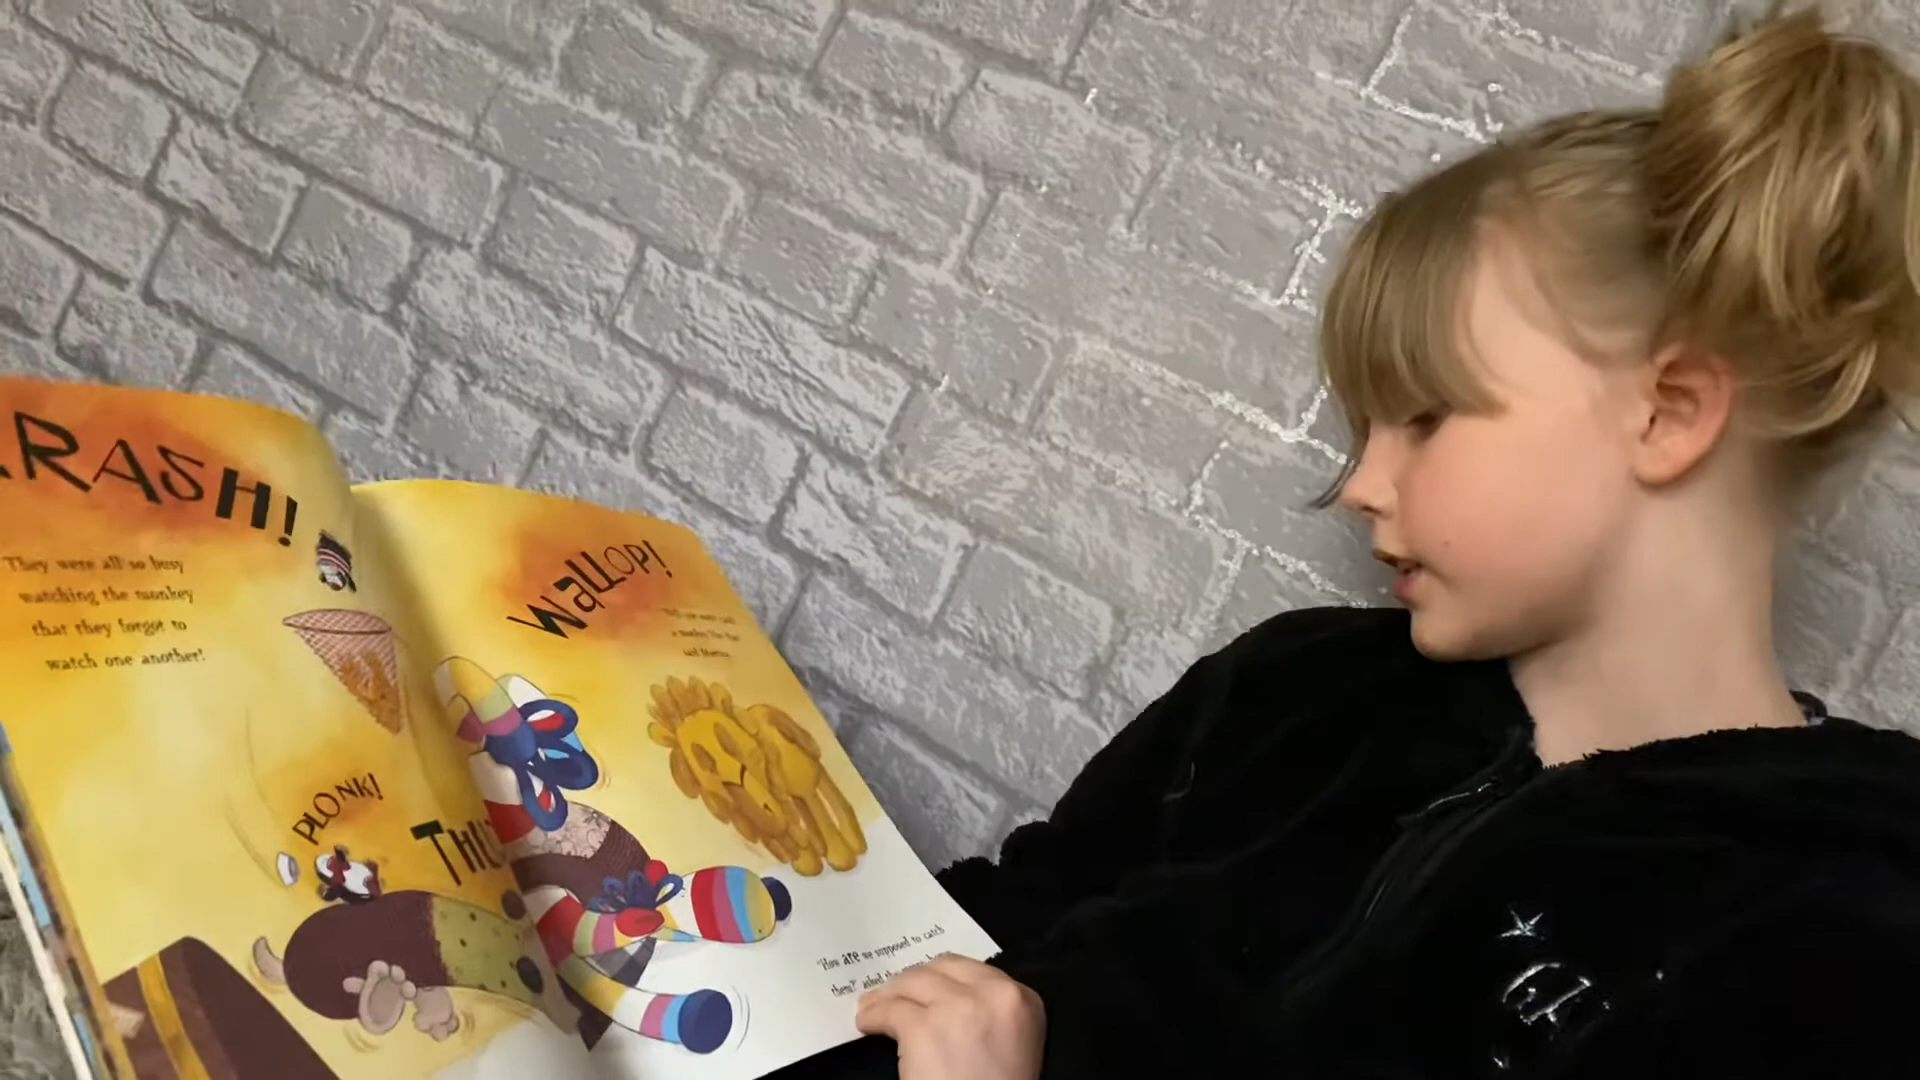 RASH!
They were all so busy
watching the monkey
that they forgot to
watch one another!
PLONK!
THU
WALLOP!
"How are we supposed to catch
them?" asked the